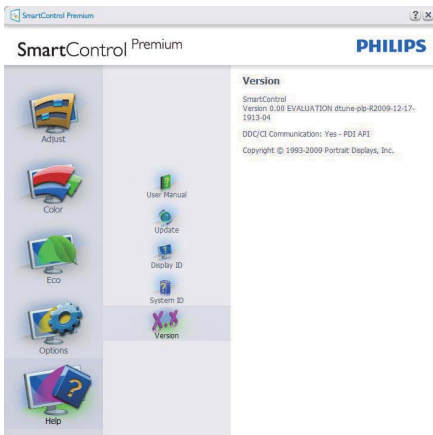 SmartControl Premium
? x
SmartControl Premium
PHILIPS
Adjust
Color
Eco
Options
Help
User Manual
Update
Display ID
System ID
X.X
Version
Version
SmartControl
Version 0.00 EVALUATION dtune-plp-R2009-12-17-
1913-04
DDC/CI Communication: Yes - PDI API
Copyright © 1993-2009 Portrait Displays, Inc.